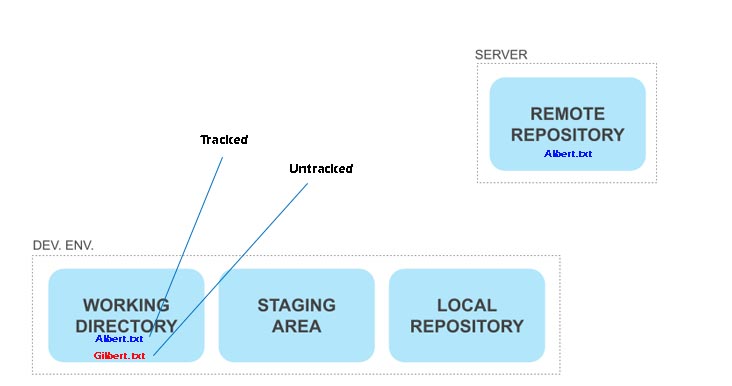 SERVER
REMOTE
REPOSITORY
Albert.txt
Tracked
Untracked
DEV. ENV.
WORKING
DIRECTORY
Albert.txt
Gilbert.txt
STAGING
AREA
LOCAL
REPOSITORY